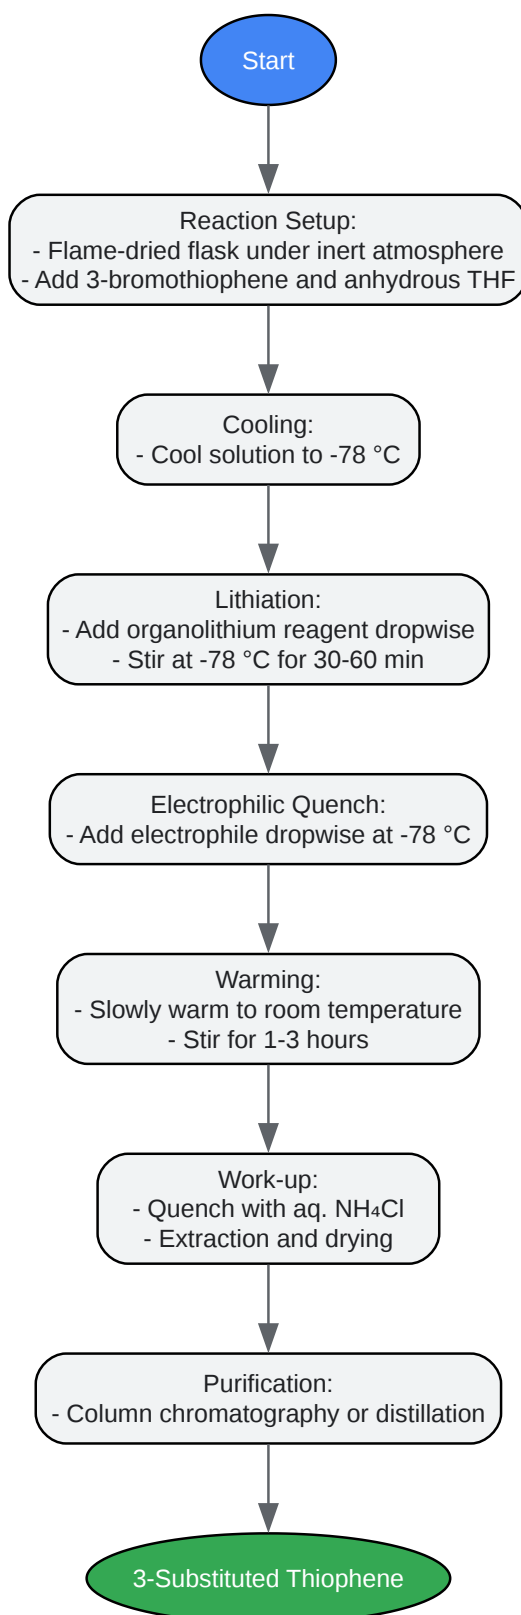 Start
Reaction Setup:
- Flame-dried flask under inert atmosphere
- Add 3-bromothiophene and anhydrous THF
Cooling:
- Cool solution to -78 °C
Lithiation:
- Add organolithium reagent dropwise
- Stir at -78 °C for 30-60 min
Electrophilic Quench:
- Add electrophile dropwise at -78 °C
Warming:
- Slowly warm to room temperature
- Stir for 1-3 hours
Work-up:
- Quench with aq. NH₄Cl
- Extraction and drying
Purification:
- Column chromatography or distillation
3-Substituted Thiophene